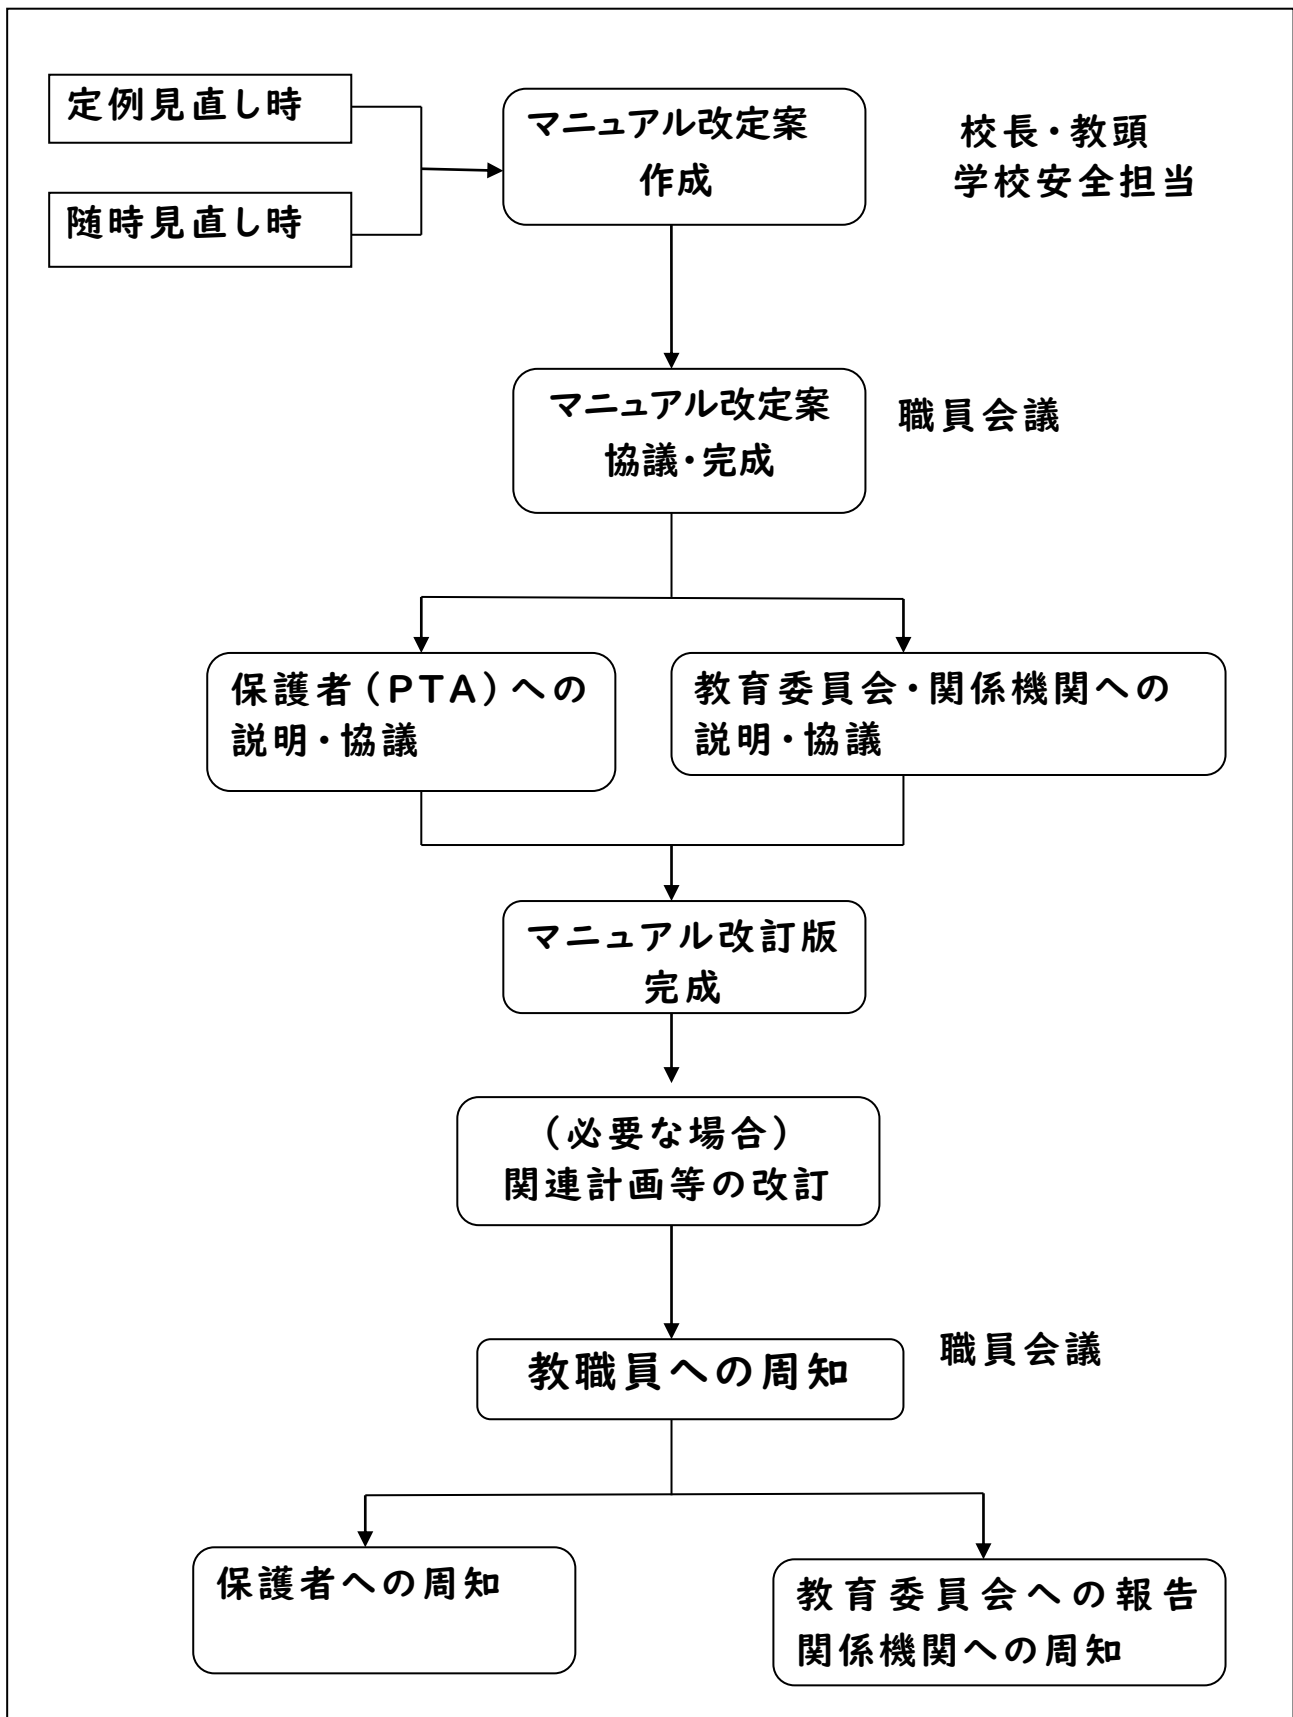 定例見直し時
随時見直し時
マニュアル改定案
作成
校長・教頭
学校安全担当
マニュアル改定案
協議・完成
職員会議
保護者(PTA)への
説明・協議
教育委員会・関係機関への
説明・協議
マニュアル改訂版
完成
(必要な場合)
関連計画等の改訂
教職員への周知
職員会議
保護者への周知
教育委員会への報告
関係機関への周知